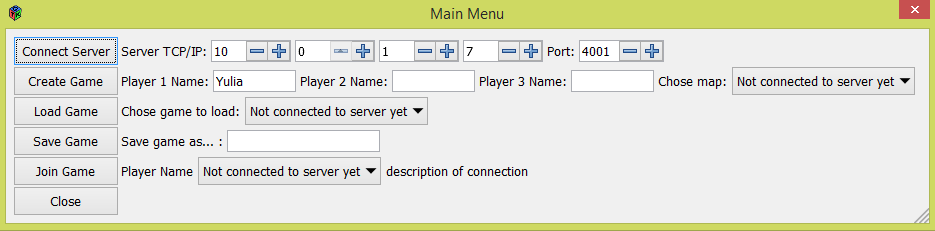 Main Menu
Connect Server Server TCP/IP: 10 0 1 7 Port: 4001
Create Game Player 1 Name: Yulia Player 2 Name: Player 3 Name: Chose map: Not connected to server yet
Load Game Chose game to load: Not connected to server yet
Save Game Save game as... :
Join Game Player Name Not connected to server yet description of connection
Close